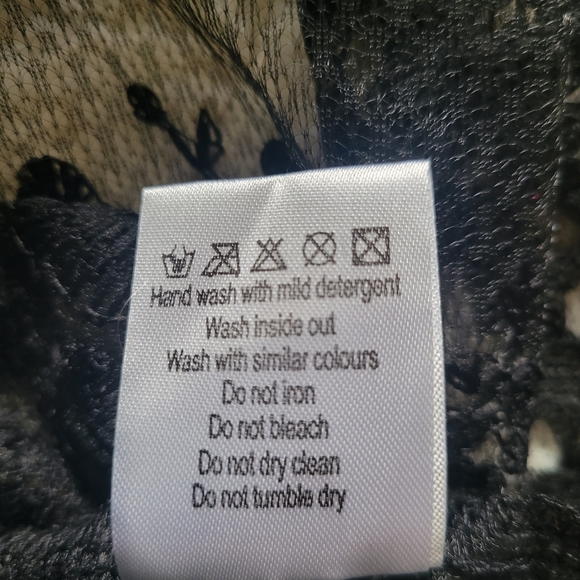 Hand wash with mild detergent
Wash inside out
Wash with similar colours
Do not iron
Do not bleach
Do not dry clean
Do not tumble dry